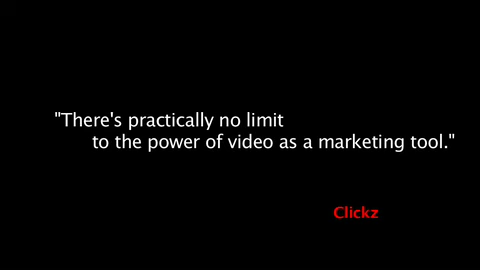 "There's practically no limit
to the power of video as a marketing tool."
Clickz